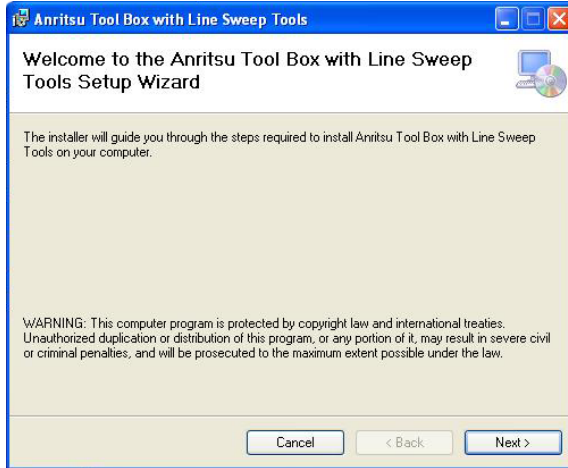 Anritsu Tool Box with Line Sweep Tools
Welcome to the Anritsu Tool Box with Line Sweep
Tools Setup Wizard
The installer will guide you through the steps required to install Anritsu Tool Box with Line Sweep
Tools on your computer.
WARNING: This computer program is protected by copyright law and international treaties.
Unauthorized duplication or distribution of this program, or any portion of it, may result in severe civil
or criminal penalties, and will be prosecuted to the maximum extent possible under the law.
Cancel < Back Next >